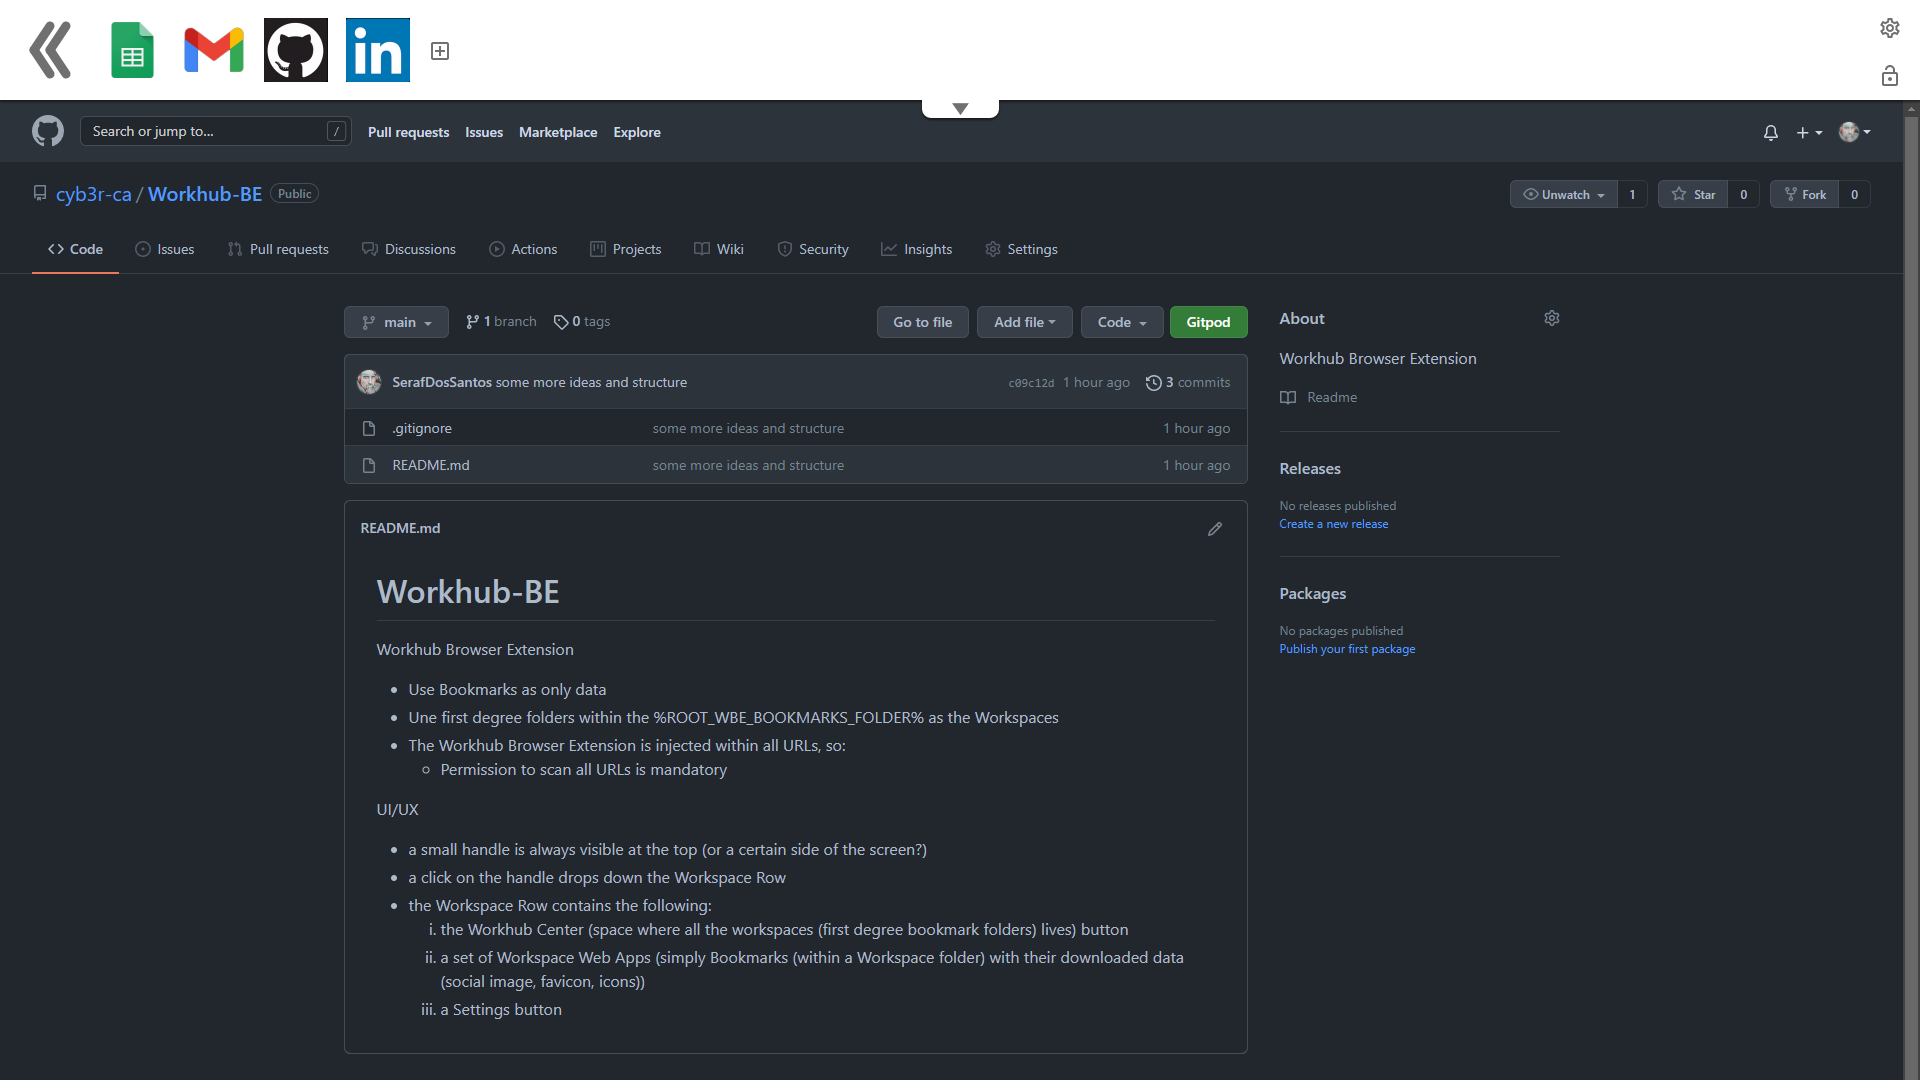 in
Search or jump to... /
Pull requests Issues Marketplace Explore
cyb3r-ca / Workhub-BE Public
Unwatch 1 Star 0 Fork 0
Code Issues Pull requests Discussions Actions Projects Wiki Security Insights Settings
main 1 branch 0 tags Go to file Add file Code Gitpod
SerafDosSantos some more ideas and structure c09c12d 1 hour ago 3 commits
.gitignore some more ideas and structure 1 hour ago
README.md some more ideas and structure 1 hour ago
README.md
Workhub-BE
Workhub Browser Extension
• Use Bookmarks as only data
• Une first degree folders within the %ROOT_WBE_BOOKMARKS_FOLDER% as the Workspaces
• The Workhub Browser Extension is injected within all URLs, so:
◦ Permission to scan all URLs is mandatory
UI/UX
• a small handle is always visible at the top (or a certain side of the screen?)
• a click on the handle drops down the Workspace Row
• the Workspace Row contains the following:
i. the Workhub Center (space where all the workspaces (first degree bookmark folders) lives) button
ii. a set of Workspace Web Apps (simply Bookmarks (within a Workspace folder) with their downloaded data
(social image, favicon, icons))
iii. a Settings button
About
Workhub Browser Extension
Readme
Releases
No releases published
Create a new release
Packages
No packages published
Publish your first package